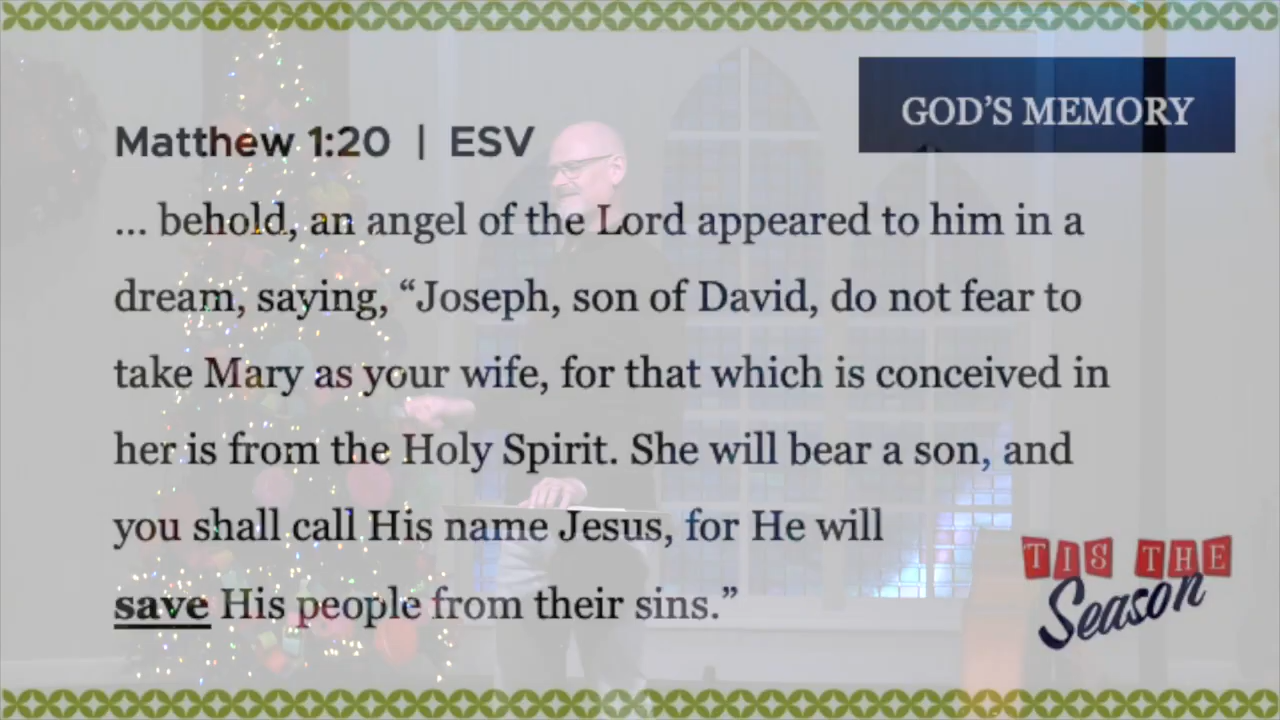 GOD’S MEMORY
Matthew 1:20 | ESV
... behold, an angel of the Lord appeared to him in a
dream, saying, “Joseph, son of David, do not fear to
take Mary as your wife, for that which is conceived in
her is from the Holy Spirit. She will bear a son, and
you shall call His name Jesus, for He will
save His people from their sins.”
TIS THE
Season